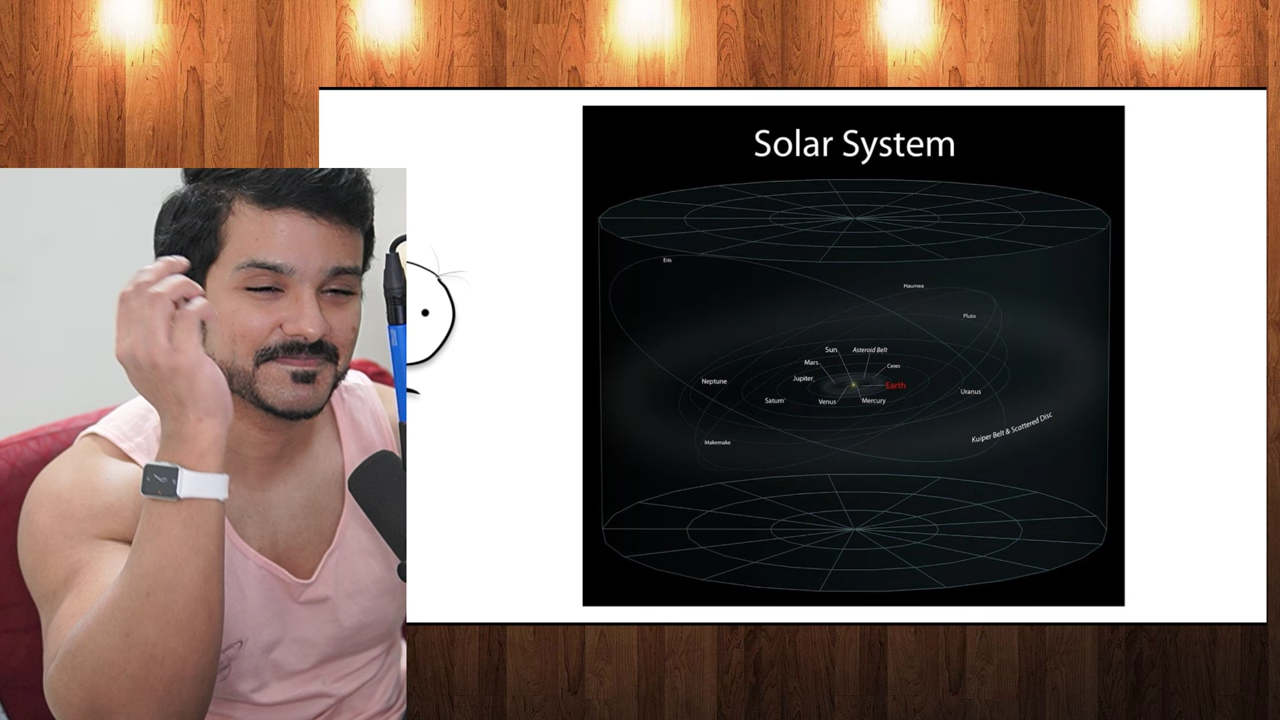 Solar System
Eris
Haumea
Pluto
Sun
Asteroid Belt
Mars
Ceres
Jupiter
Neptune
Earth
Uranus
Saturn
Venus
Mercury
Kuiper Belt & Scattered Disc
Makemake